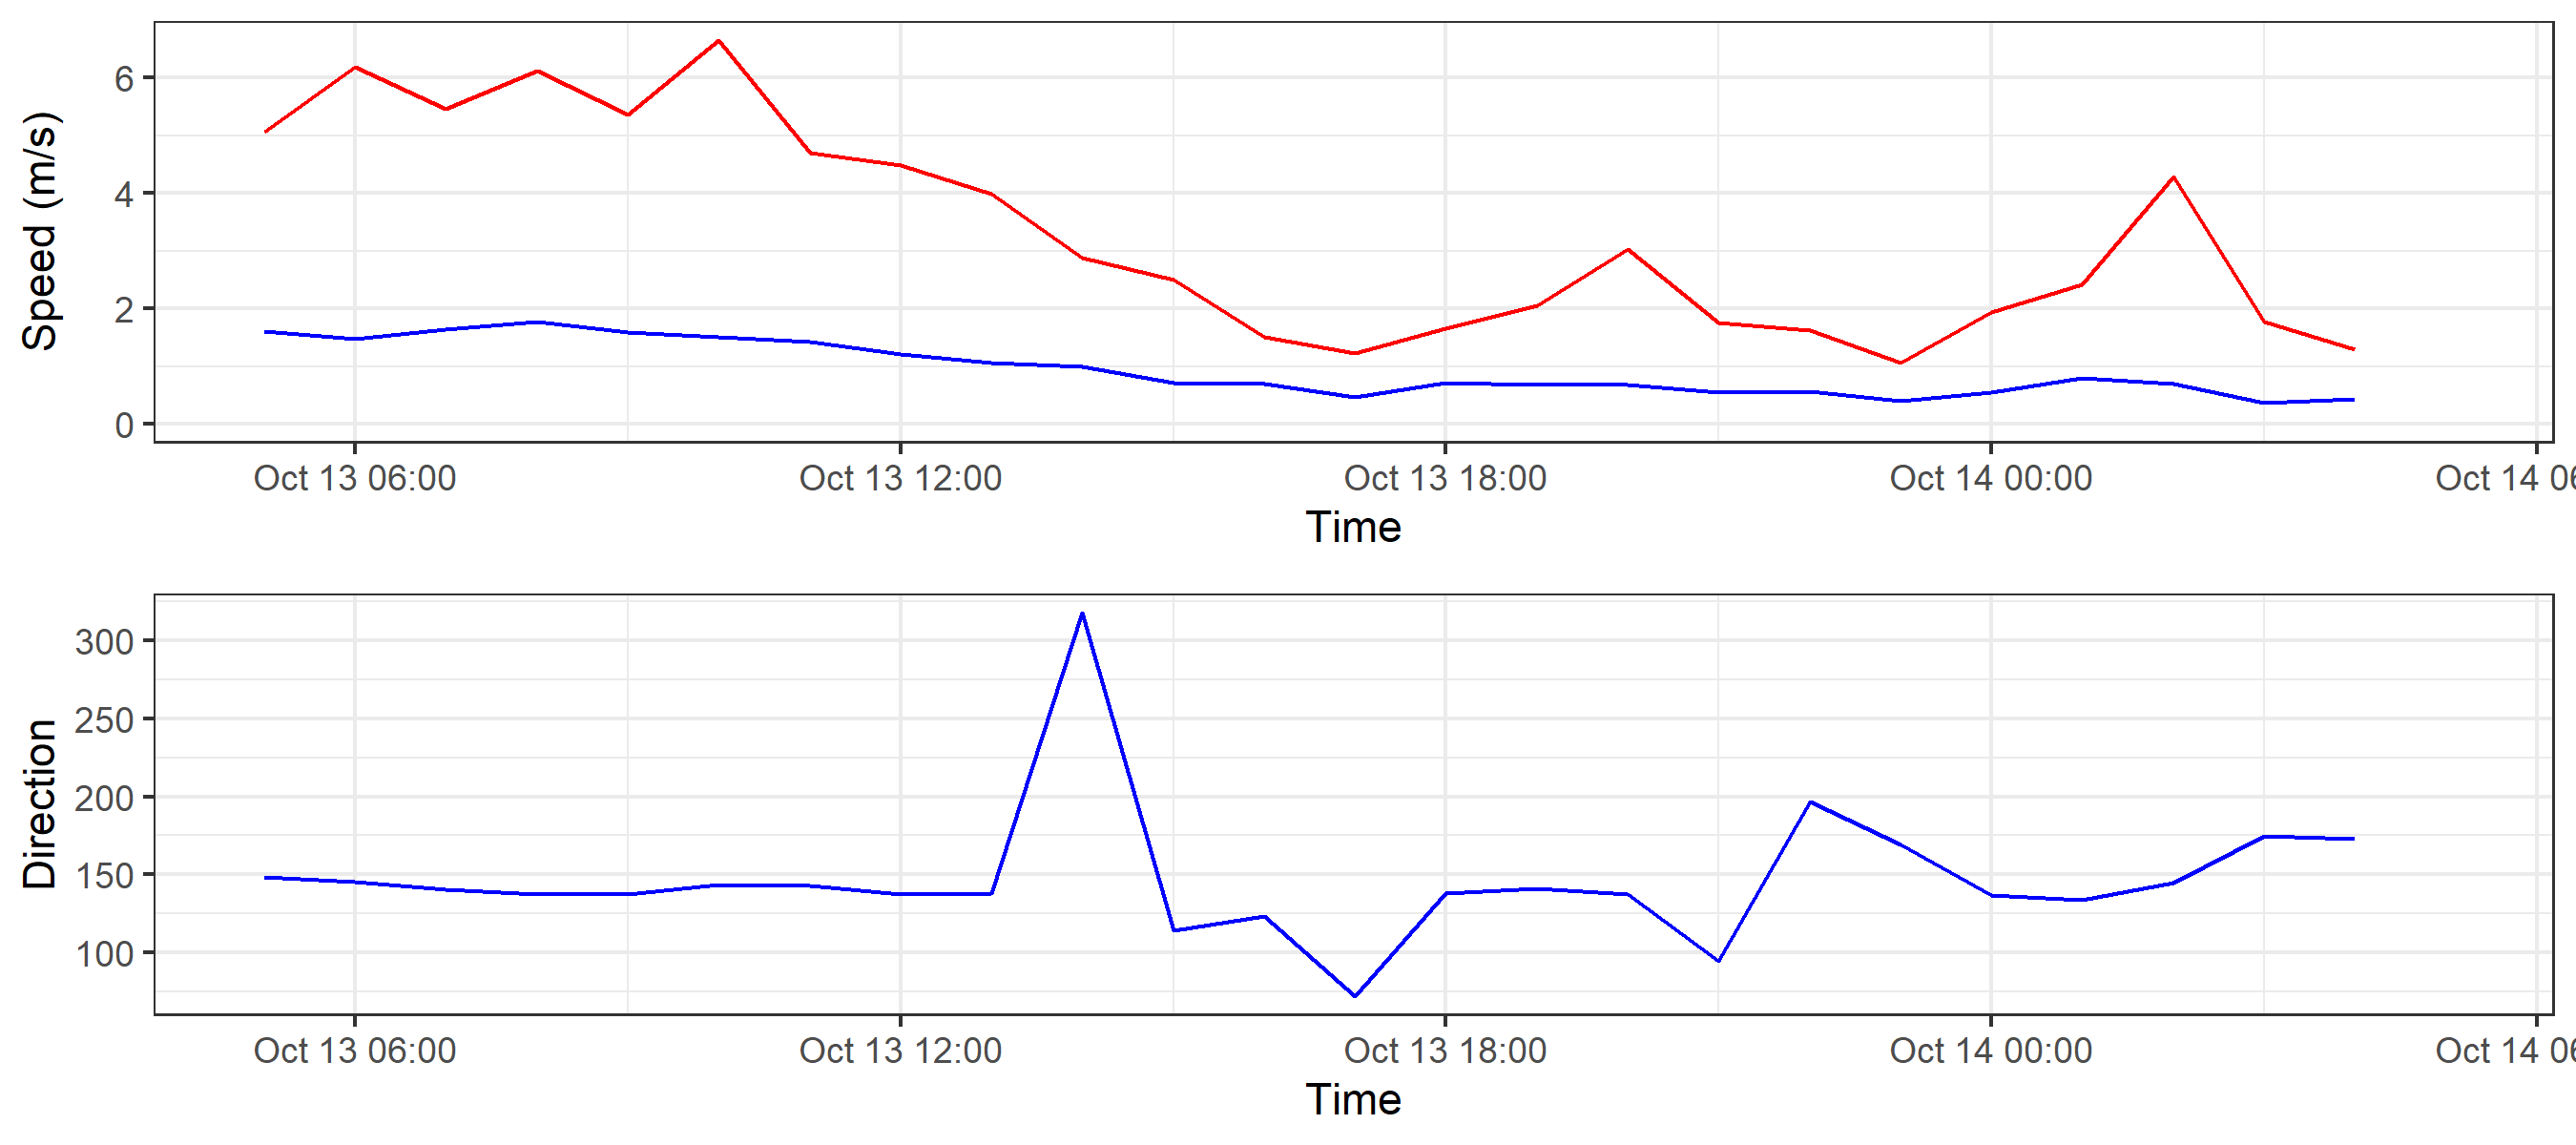 Speed (m/s)
6
4
2
0
Oct 13 06:00
Oct 13 12:00
Oct 13 18:00
Oct 14 00:00
Oct 14 06
Time
Direction
300
250
200
150
100
Oct 13 06:00
Oct 13 12:00
Oct 13 18:00
Oct 14 00:00
Oct 14 06
Time